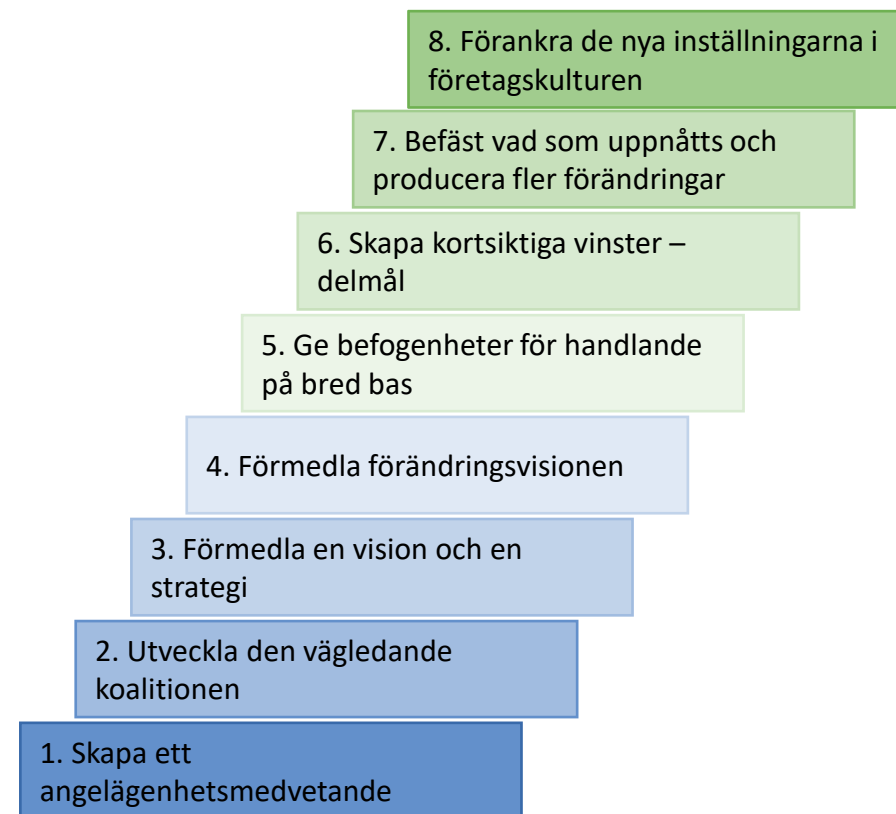 8. Förankra de nya inställningarna i
företagskulturen
7. Befäst vad som uppnåtts och
producera fler förändringar
6. Skapa kortsiktiga vinster –
delmål
5. Ge befogenheter för handlande
på bred bas
4. Förmedla förändringsvisionen
3. Förmedla en vision och en
strategi
2. Utveckla den vägledande
koalitionen
1. Skapa ett
angelägenhetsmedvetande